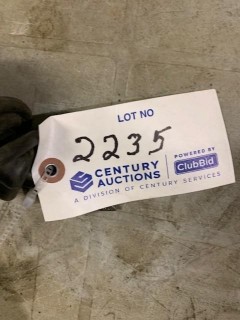 LOT NO
2235
CENTURY AUCTIONS
POWERED BY
ClubBid
A DIVISION OF CENTURY SERVICES